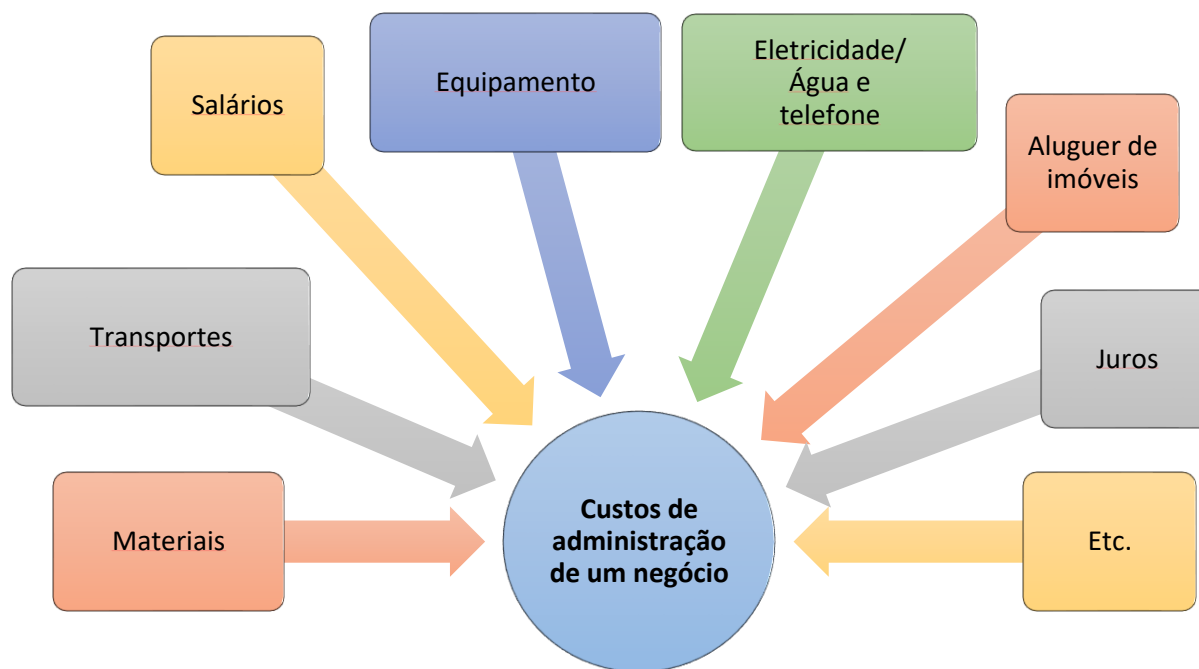 Salários
Equipamento
Eletricidade/
Água e
telefone
Aluguer de
imóveis
Transportes
Juros
Materiais
Custos de
administração
de um negócio
Etc.